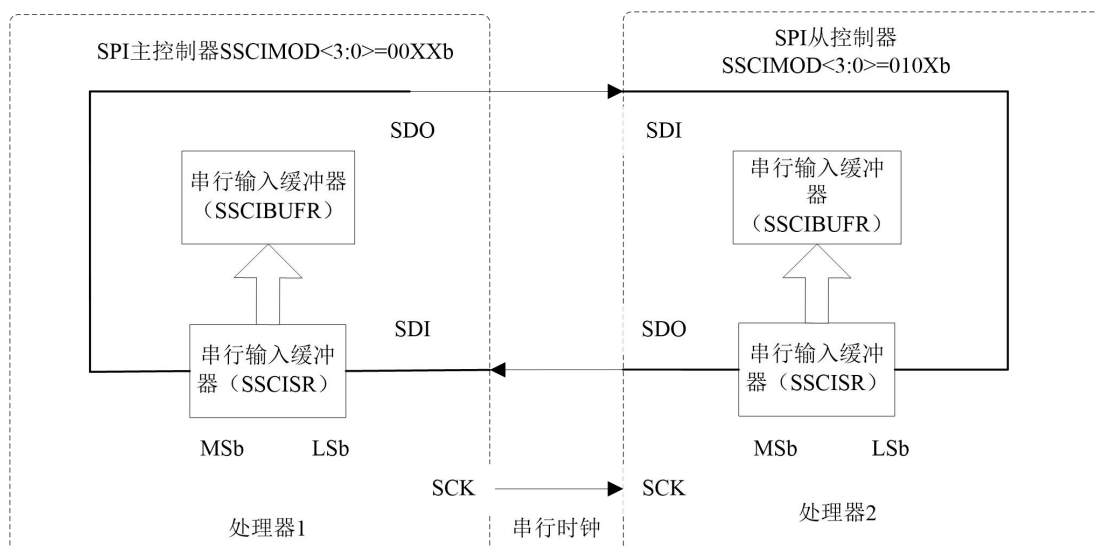 SPI主控制器SSCIMOD<3:0>=00XXb
SPI从控制器
SSCIMOD<3:0>=010Xb
SDO
SDI
串行输入缓冲器
(SSCIBUFR)
串行输入缓冲
器
(SSCIBUFR)
SDI
SDO
串行输入缓冲
器(SSCISR)
串行输入缓冲
器(SSCISR)
MSb
LSb
MSb
LSb
SCK
SCK
处理器1
串行时钟
处理器2